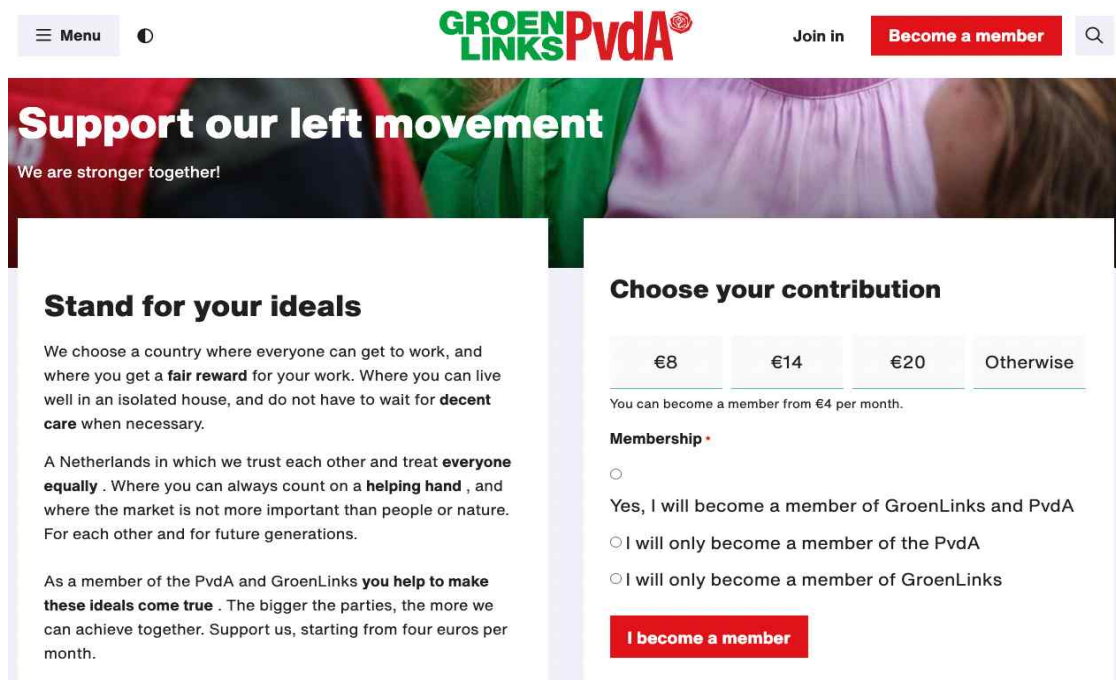 Menu
GROEN LINKS PvdA
Join in
Become a member
Support our left movement
We are stronger together!
Stand for your ideals
We choose a country where everyone can get to work, and
where you get a fair reward for your work. Where you can live
well in an isolated house, and do not have to wait for decent
care when necessary.
A Netherlands in which we trust each other and treat everyone
equally . Where you can always count on a helping hand , and
where the market is not more important than people or nature.
For each other and for future generations.
As a member of the PvdA and GroenLinks you help to make
these ideals come true . The bigger the parties, the more we
can achieve together. Support us, starting from four euros per
month.
Choose your contribution
€8
€14
€20
Otherwise
You can become a member from €4 per month.
Membership •
Yes, I will become a member of GroenLinks and PvdA
I will only become a member of the PvdA
I will only become a member of GroenLinks
I become a member